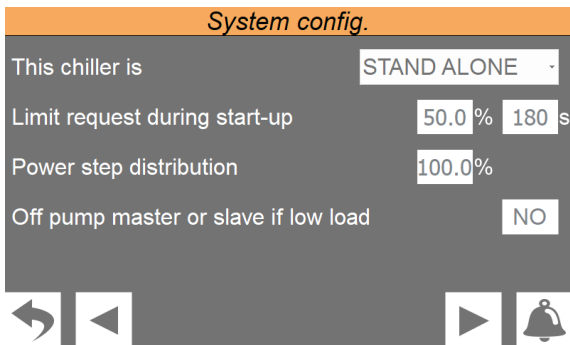 System config.
This chiller is STAND ALONE
Limit request during start-up 50.0 % 180 s
Power step distribution 100.0 %
Off pump master or slave if low load NO